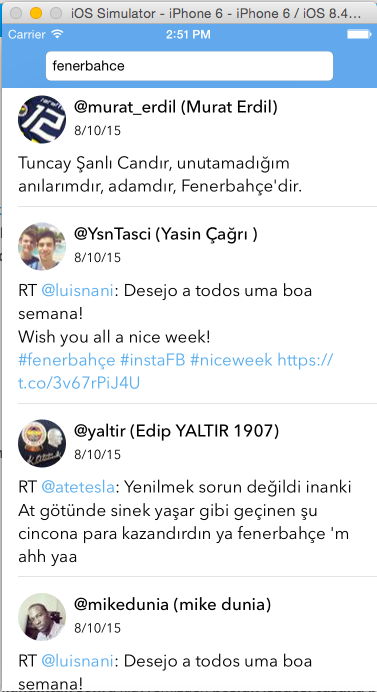 iOS Simulator - iPhone 6 - iPhone 6 / iOS 8.4...
Carrier 2:51 PM
fenerbahce
@murat_erdil (Murat Erdil)
8/10/15
Tuncay Şanlı Candır, unutamadığım
anılarımdır, adamdır, Fenerbahçe'dir.
@YsnTasci (Yasin Çağrı )
8/10/15
RT @luisnani: Desejo a todos uma boa
semana!
Wish you all a nice week!
#fenerbahçe #instaFB #niceweek https://
t.co/3v67rPiJ4U
@yaltir (Edip YALTIR 1907)
8/10/15
RT @atetesla: Yenilmek sorun değildi inanki
At götünde sinek yaşar gibi geçinen şu
cincona para kazandırdın ya fenerbahçe 'm
ahh yaa
@mikedunia (mike dunia)
8/10/15
RT @luisnani: Desejo a todos uma boa
semana!